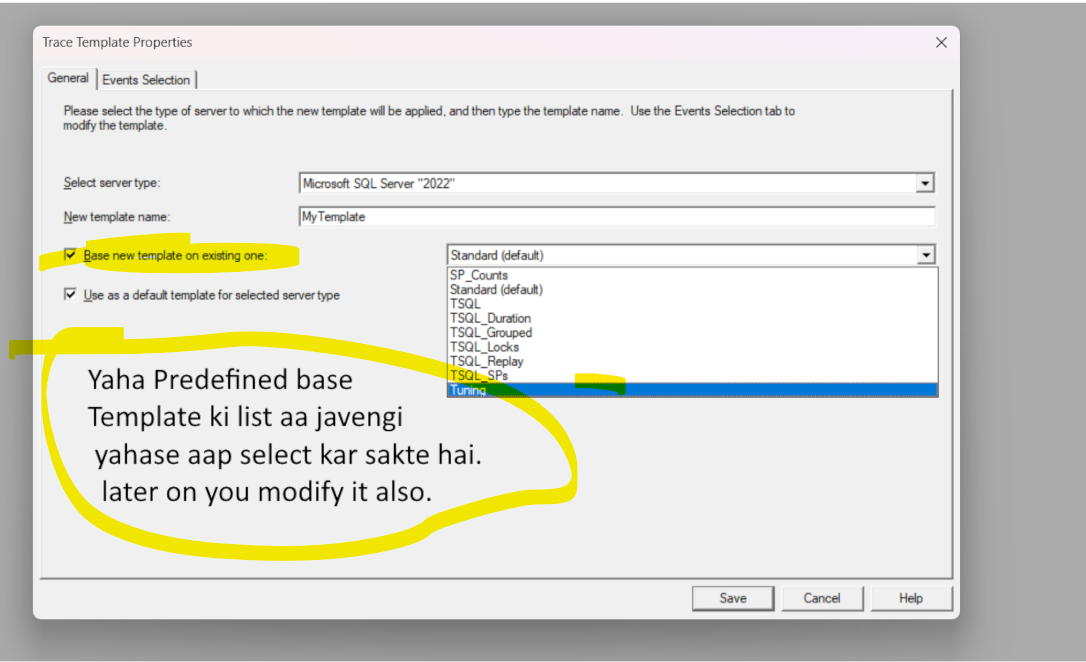 Trace Template Properties
General
Events Selection
Please select the type of server to which the new template will be applied, and then type the template name. Use the Events Selection tab to
modify the template.
Select server type:
Microsoft SQL Server "2022"
New template name:
MyTemplate
Base new template on existing one:
Standard (default)
SP_Counts
Standard (default)
TSQL
TSQL_Duration
TSQL_Grouped
TSQL_Locks
TSQL_Replay
TSQL_SPs
Tuning
Use as a default template for selected server type
Yaha Predefined base
Template ki list aa javengi
yahase aap select kar sakte hai.
later on you modify it also.
Save
Cancel
Help